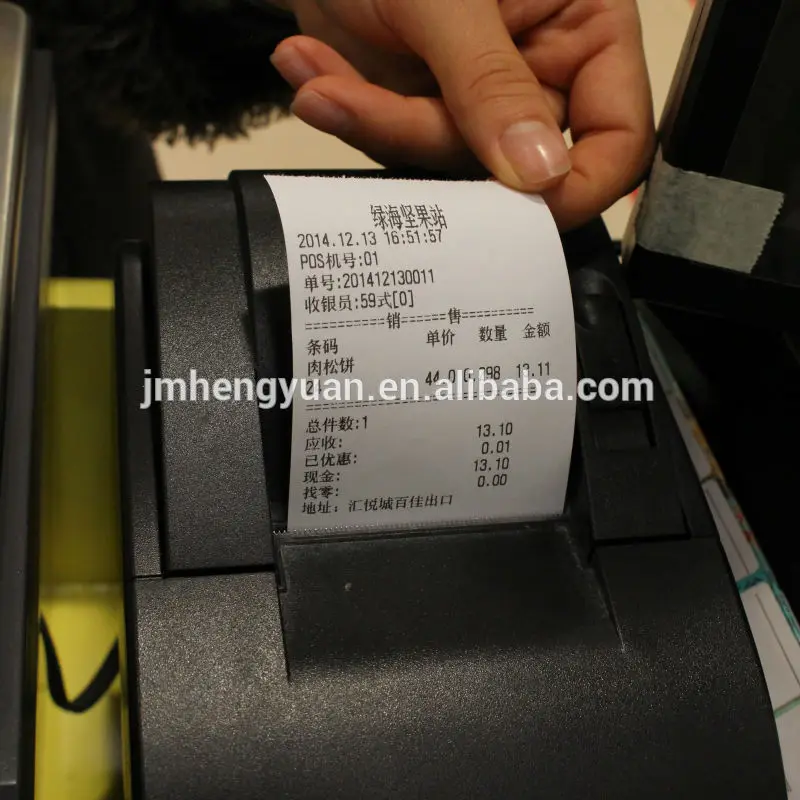 绿海坚果站
2014.12.13 16:51:57
POS机号:01
单号:201412130011
收银员:59式[0]
==========销======售==========
条码 单价 数量 金额
肉松饼
13.11
jmhengyuan.en.alibaba.com
总件数:1
应收: 13.10
已优惠: 0.01
现金: 13.10
找零: 0.00
地址: 汇悦城百佳出口